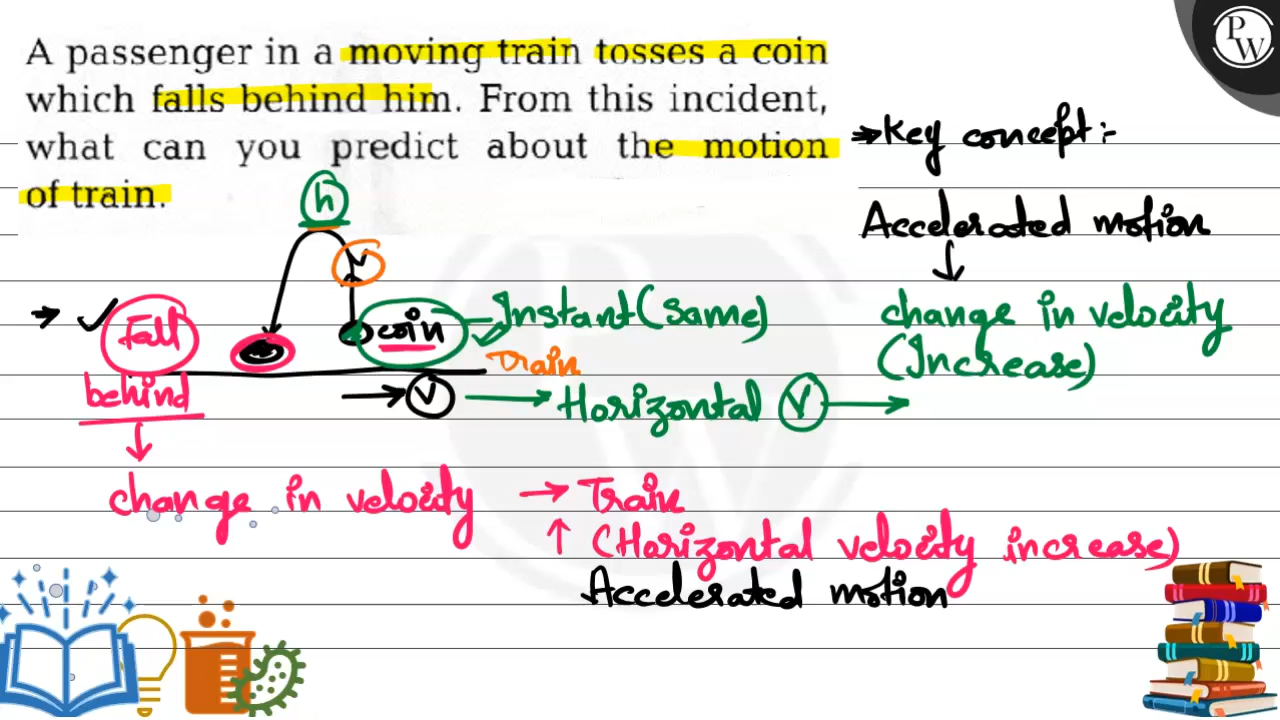 PW
A passenger in a moving train tosses a coin
which falls behind him. From this incident,
what can you predict about the motion
of train.
→ Key concept :-
Accelerated motion
↓
change in velocity
(Increase)
h
v
→ ✓ Fall
behind
coin
Instant (same)
Train
→ V → Horizontal V →
↓
change in velocity → Train
↑ (Horizontal velocity increase)
Accelerated motion